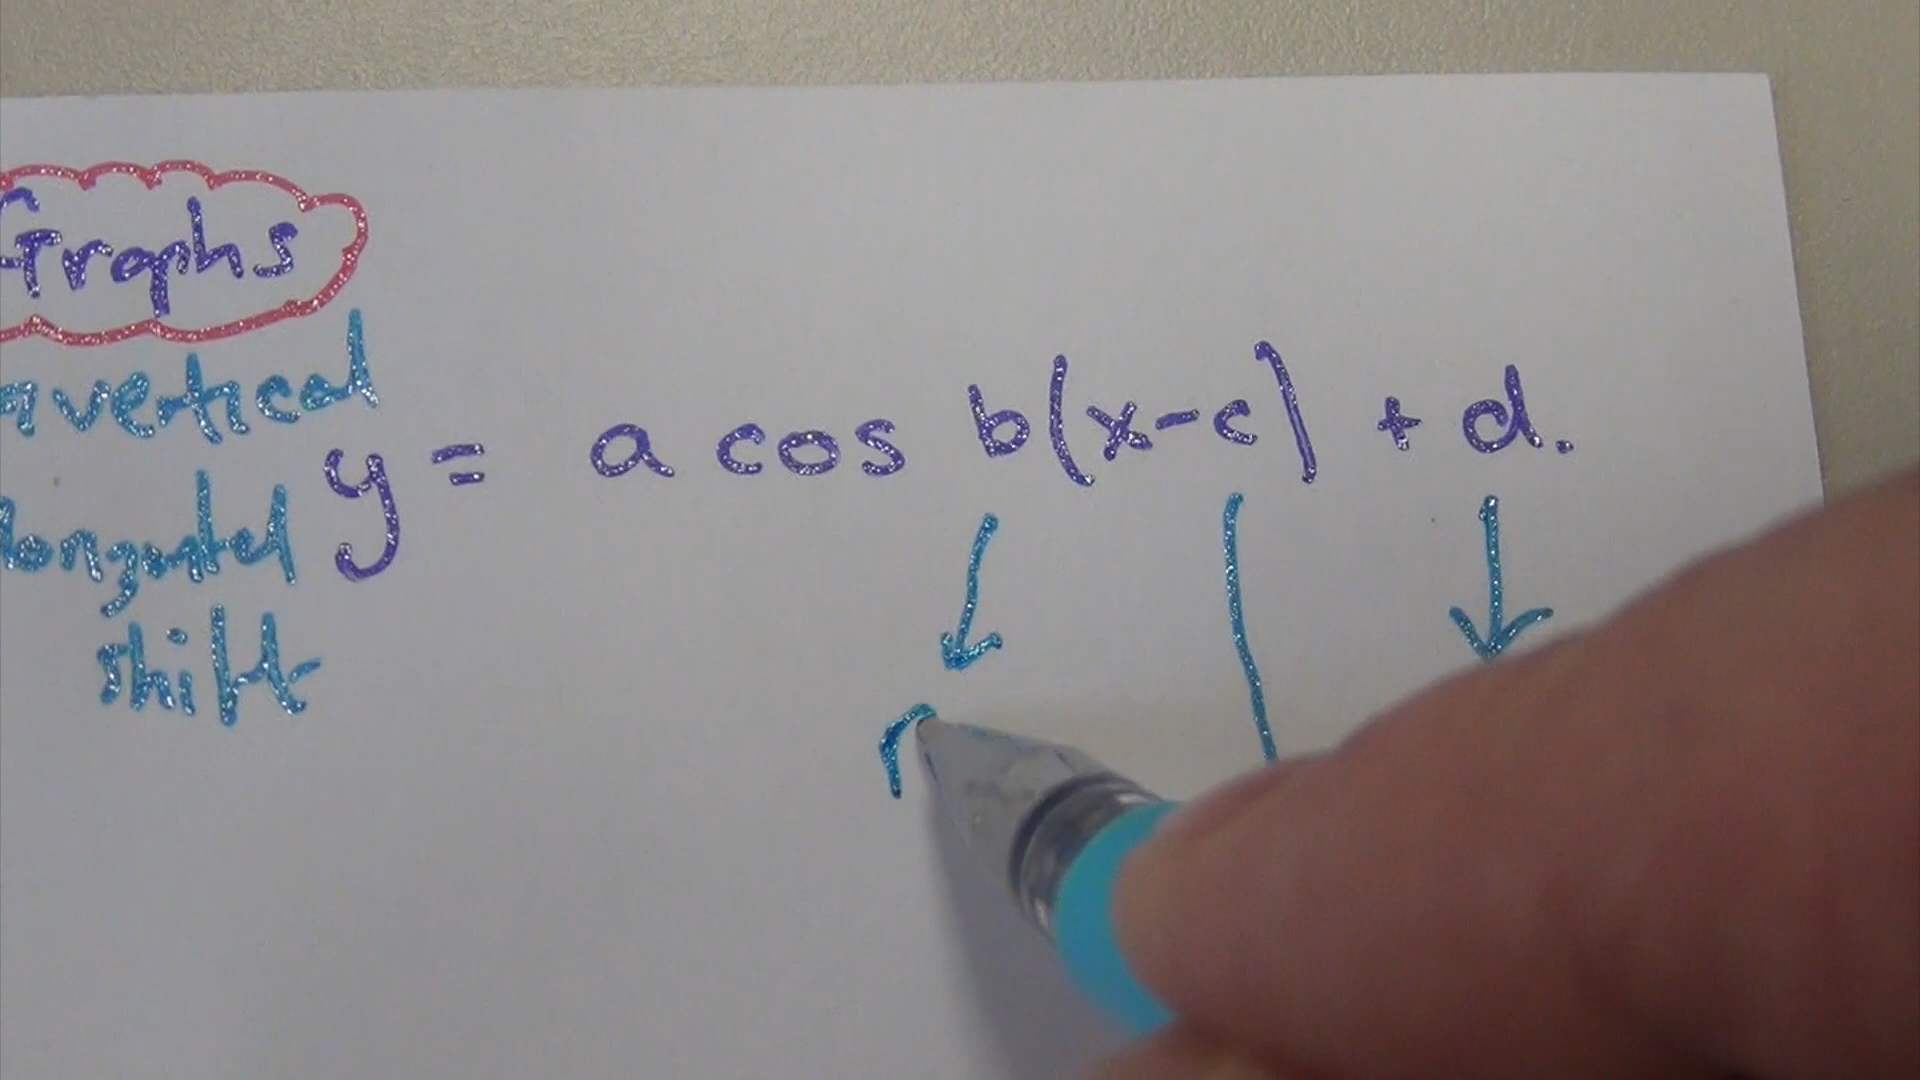 Graphs
vertical
y = a cos b(x-c) + d.
shift